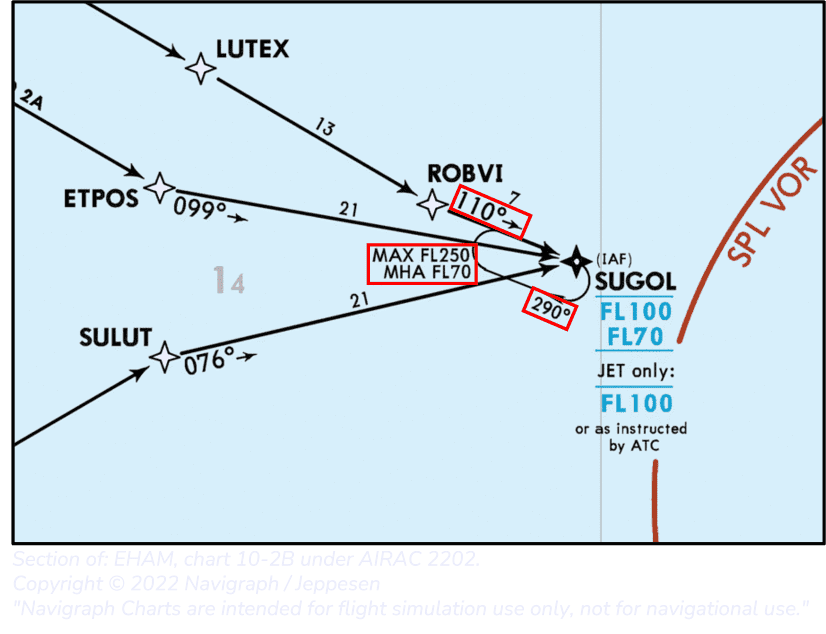 LUTEX
2A
13
ROBVI
7
110°
ETPOS
099°
21
MAX FL250
MHA FL70
(IAF)
SUGOL
290°
FL100
FL70
SPL VOR
14
21
SULUT
076°
JET only:
FL100
or as instructed
by ATC
Section of: EHAM, chart 10-2B under AIRAC 2202.
Copyright © 2022 Navigraph / Jeppesen
"Navigraph Charts are intended for flight simulation use only, not for navigational use."